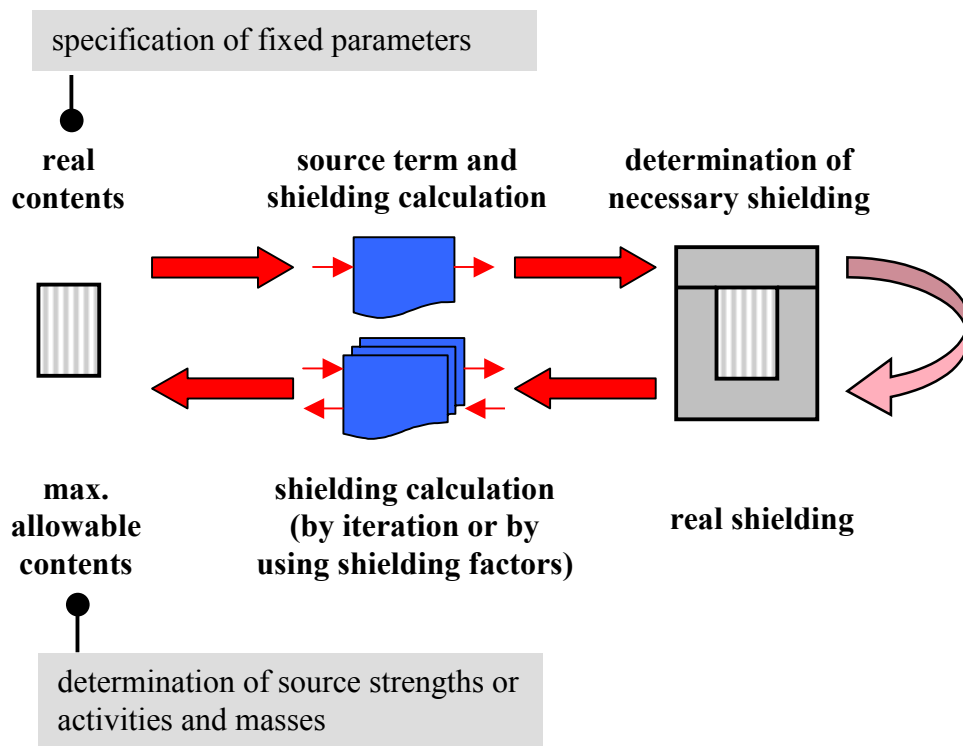 specification of fixed parameters
real
contents
source term and
shielding calculation
determination of
necessary shielding
max.
allowable
contents
shielding calculation
(by iteration or by
using shielding factors)
real shielding
determination of source strengths or
activities and masses